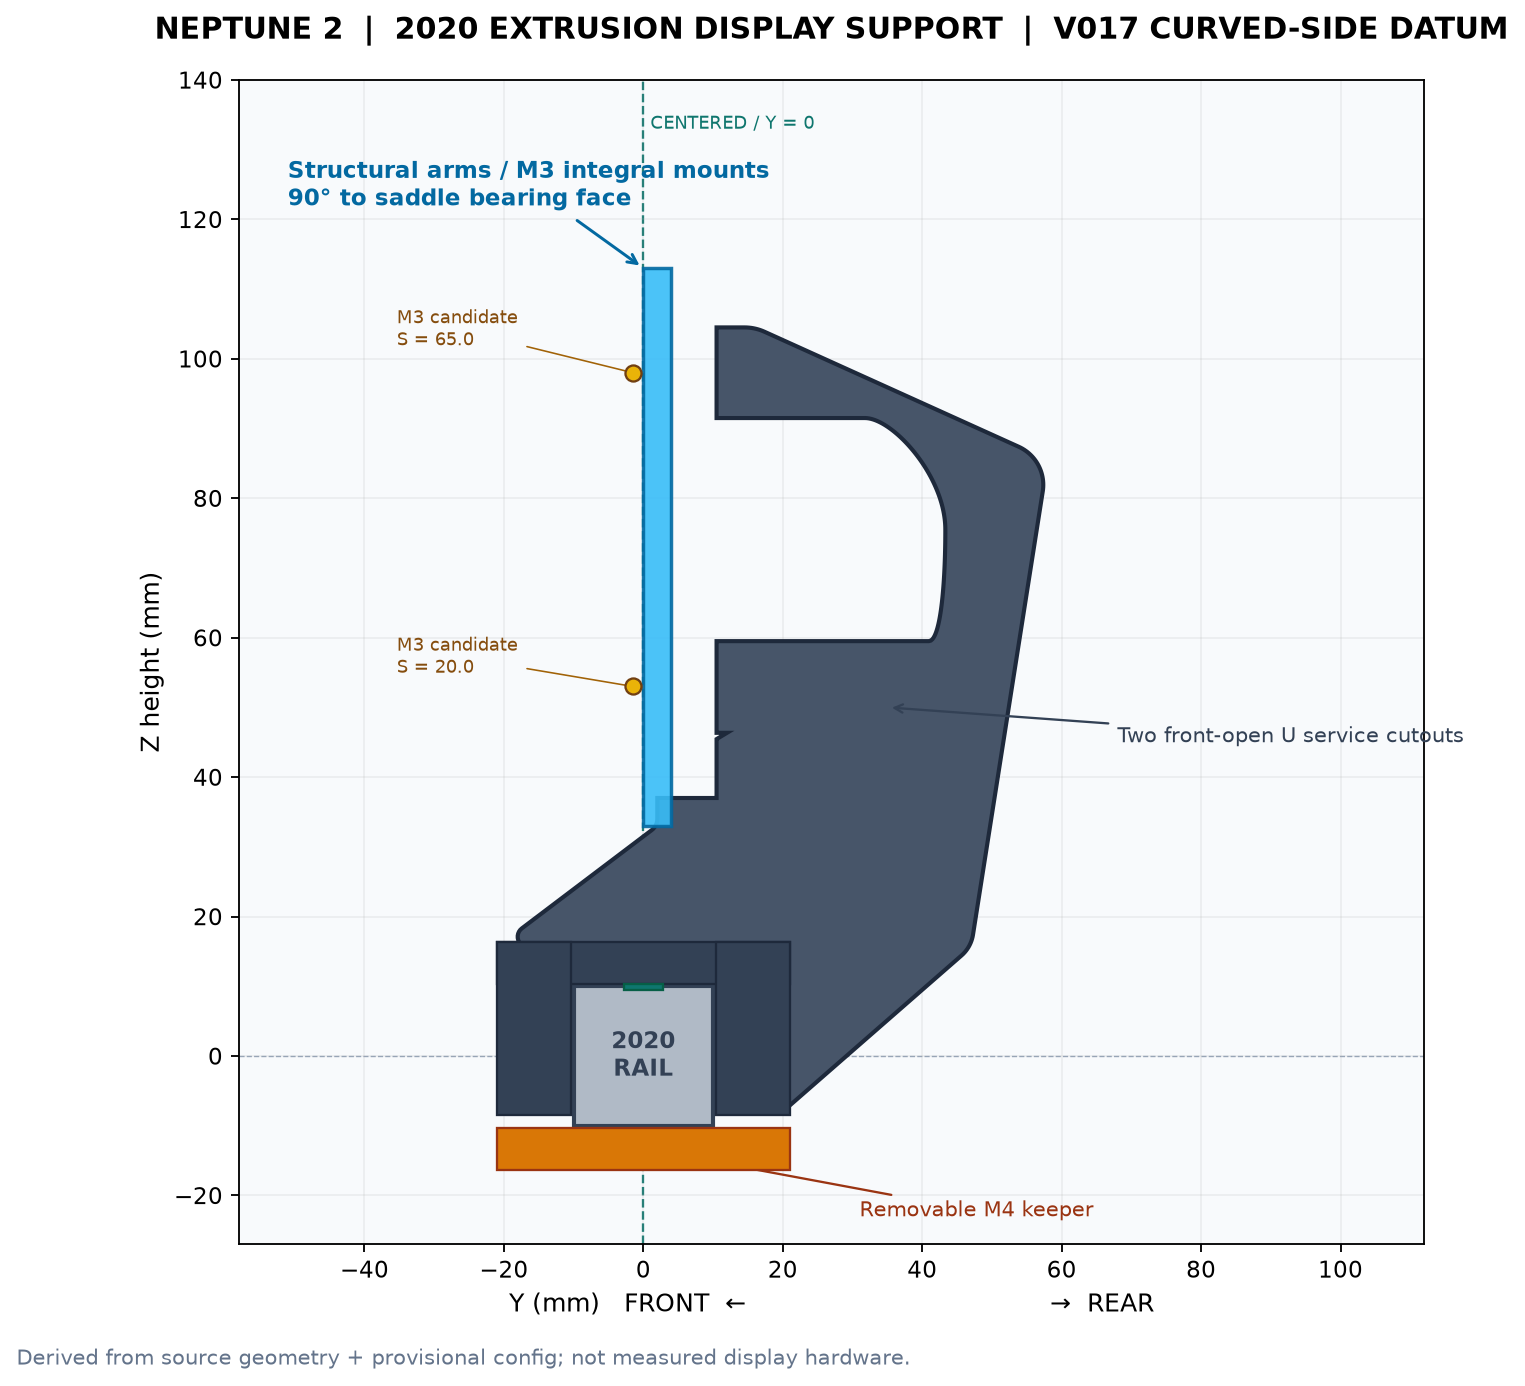 NEPTUNE 2 | 2020 EXTRUSION DISPLAY SUPPORT | V017 CURVED-SIDE DATUM
140
CENTERED / Y = 0
Structural arms / M3 integral mounts
90° to saddle bearing face
120
M3 candidate
S = 65.0
100
80
Z height (mm)
60
M3 candidate
S = 20.0
Two front-open U service cutouts
40
20
2020
RAIL
0
−20
Removable M4 keeper
−40
−20
0
20
40
60
80
100
Y (mm) FRONT ←
→ REAR
Derived from source geometry + provisional config; not measured display hardware.